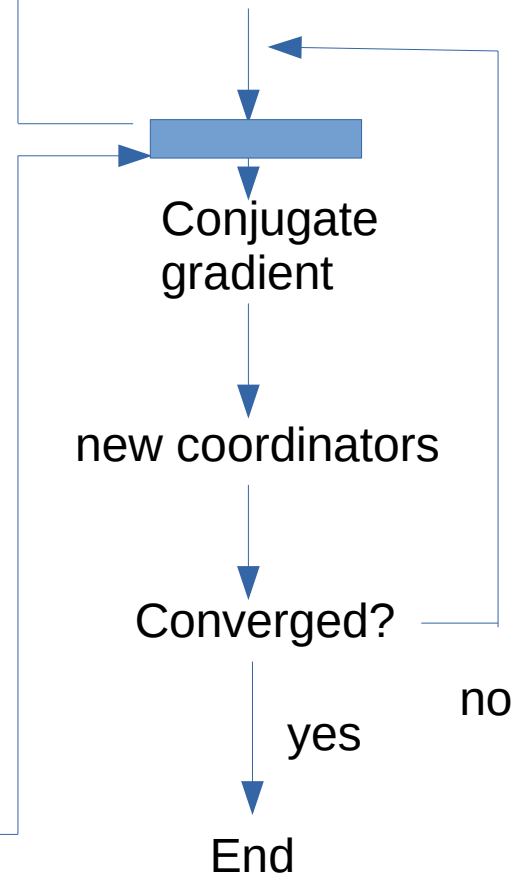 Conjugate
gradient
new coordinators
Converged?
no
yes
End